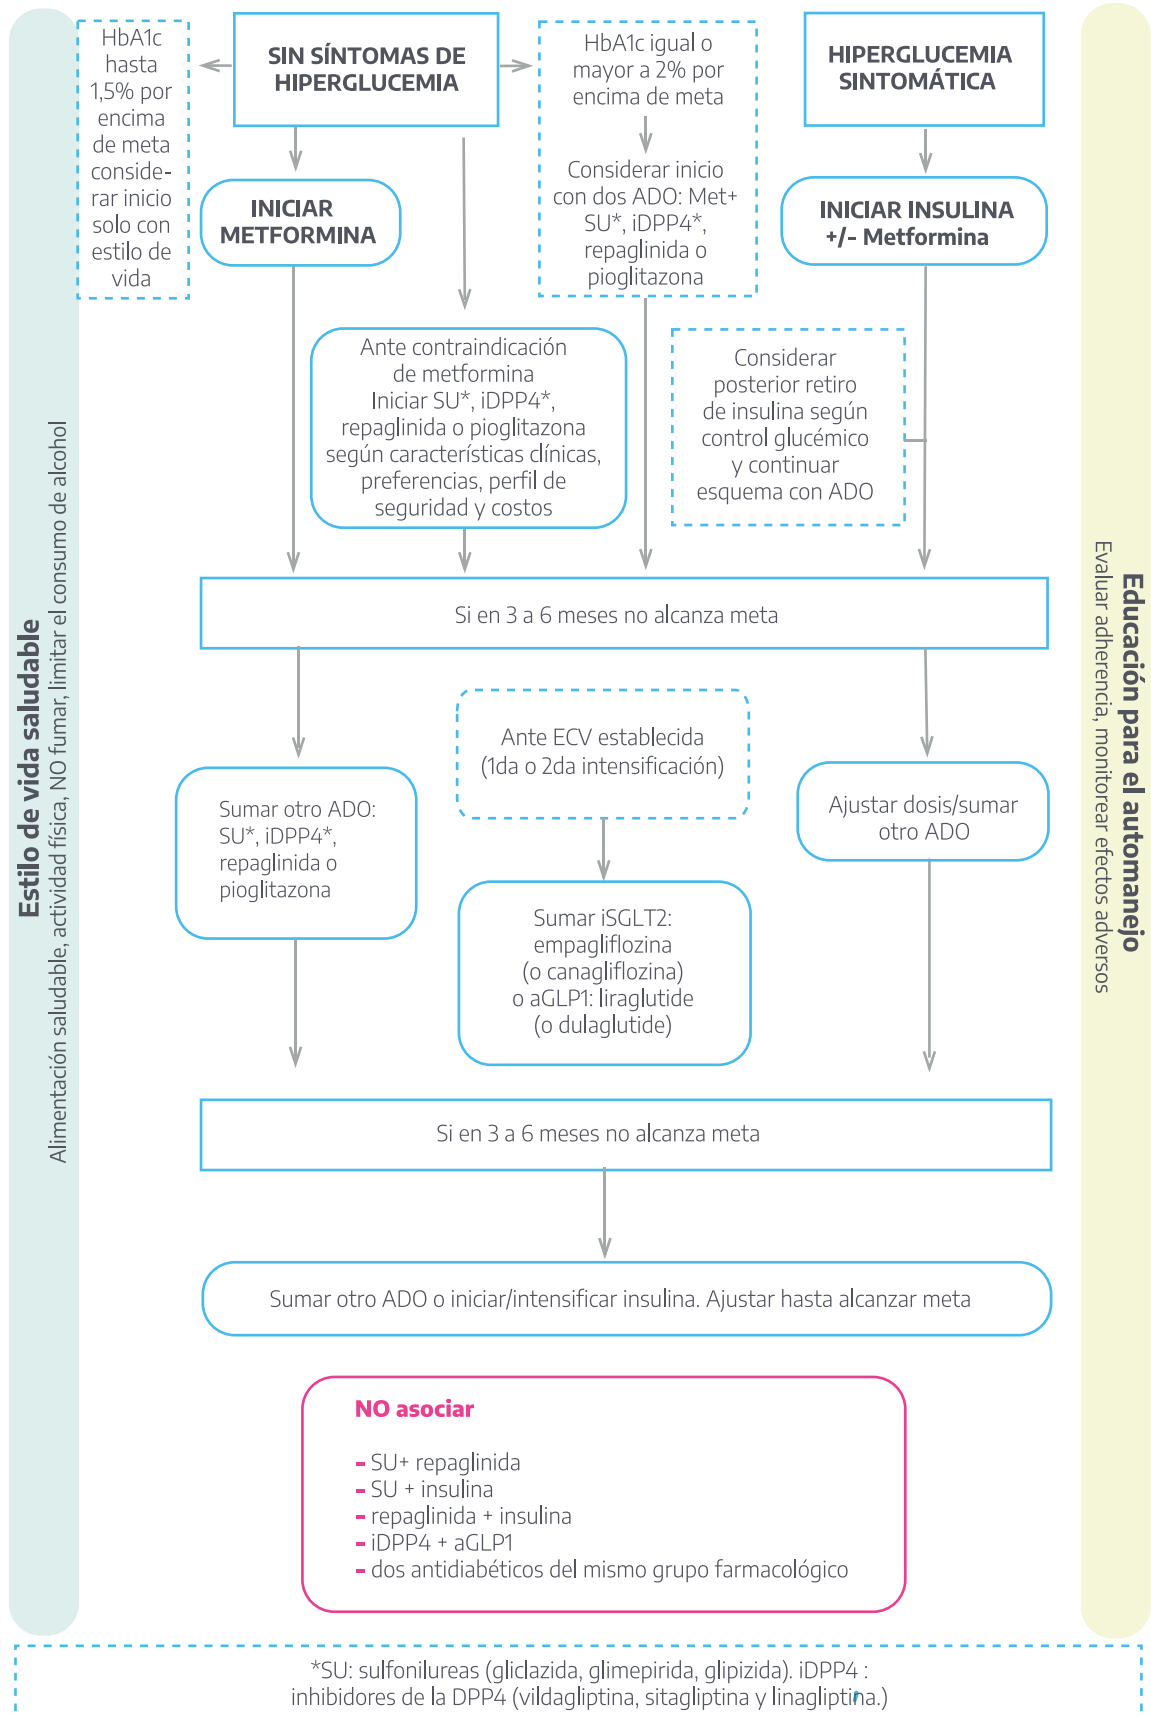 HbA1c
hasta
1,5% por
encima
de meta
conside-
rar inicio
solo con
estilo de
vida
SIN SÍNTOMAS DE
HIPERGLUCEMIA
HbA1c igual o
mayor a 2% por
encima de meta
Considerar inicio
con dos ADO: Met+
SU*, iDPP4*,
repaglinida o
pioglitazona
HIPERGLUCEMIA
SINTOMÁTICA
INICIAR
METFORMINA
INICIAR INSULINA
+/- Metformina
Ante contraindicación
de metformina
Iniciar SU*, iDPP4*,
repaglinida o pioglitazona
según características clínicas,
preferencias, perfil de
seguridad y costos
Considerar
posterior retiro
de insulina según
control glucémico
y continuar
esquema con ADO
Si en 3 a 6 meses no alcanza meta
Sumar otro ADO:
SU*, iDPP4*,
repaglinida o
pioglitazona
Ante ECV establecida
(1da o 2da intensificación)
Ajustar dosis/sumar
otro ADO
Sumar iSGLT2:
empagliflozina
(o canagliflozina)
o aGLP1: liraglutide
(o dulaglutide)
Si en 3 a 6 meses no alcanza meta
Sumar otro ADO o iniciar/intensificar insulina. Ajustar hasta alcanzar meta
NO asociar
- SU+ repaglinida
- SU + insulina
- repaglinida + insulina
- iDPP4 + aGLP1
- dos antidiabéticos del mismo grupo farmacológico
Estilo de vida saludable
Alimentación saludable, actividad física, NO fumar, limitar el consumo de alcohol
Educación para el automanejo
Evaluar adherencia, monitorear efectos adversos
*SU: sulfonilureas (gliclazida, glimepirida, glipizida). iDPP4 :
inhibidores de la DPP4 (vildagliptina, sitagliptina y linagliptina.)